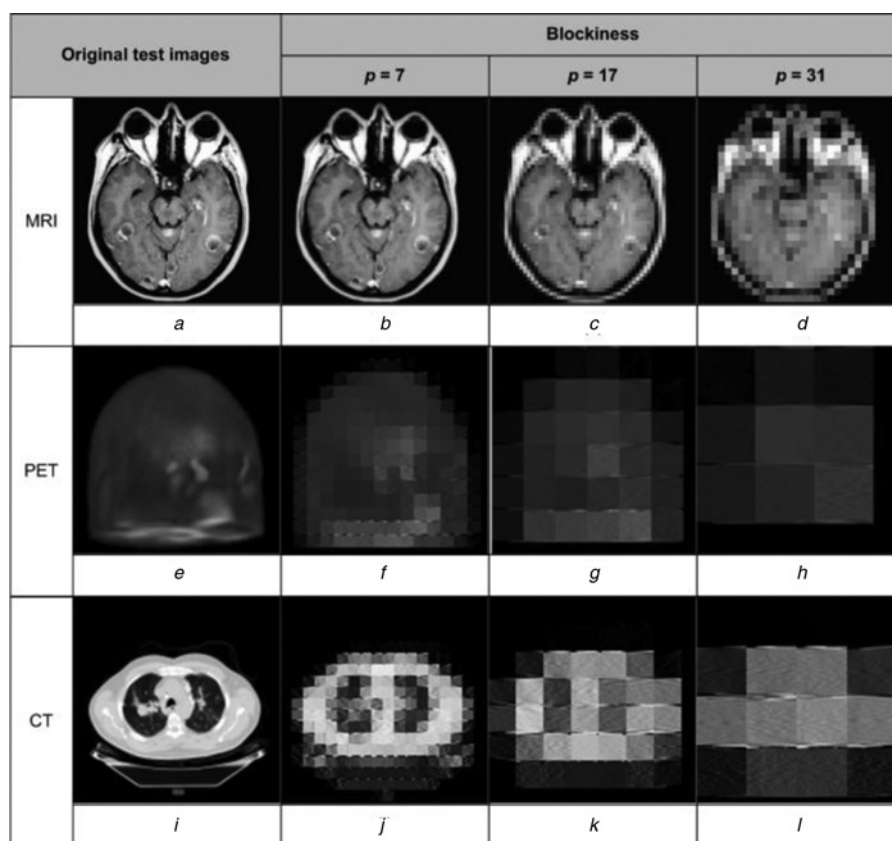 Original test images
Blockiness
p = 7
p = 17
p = 31
MRI
a
b
c
d
PET
e
f
g
h
CT
i
j
k
l